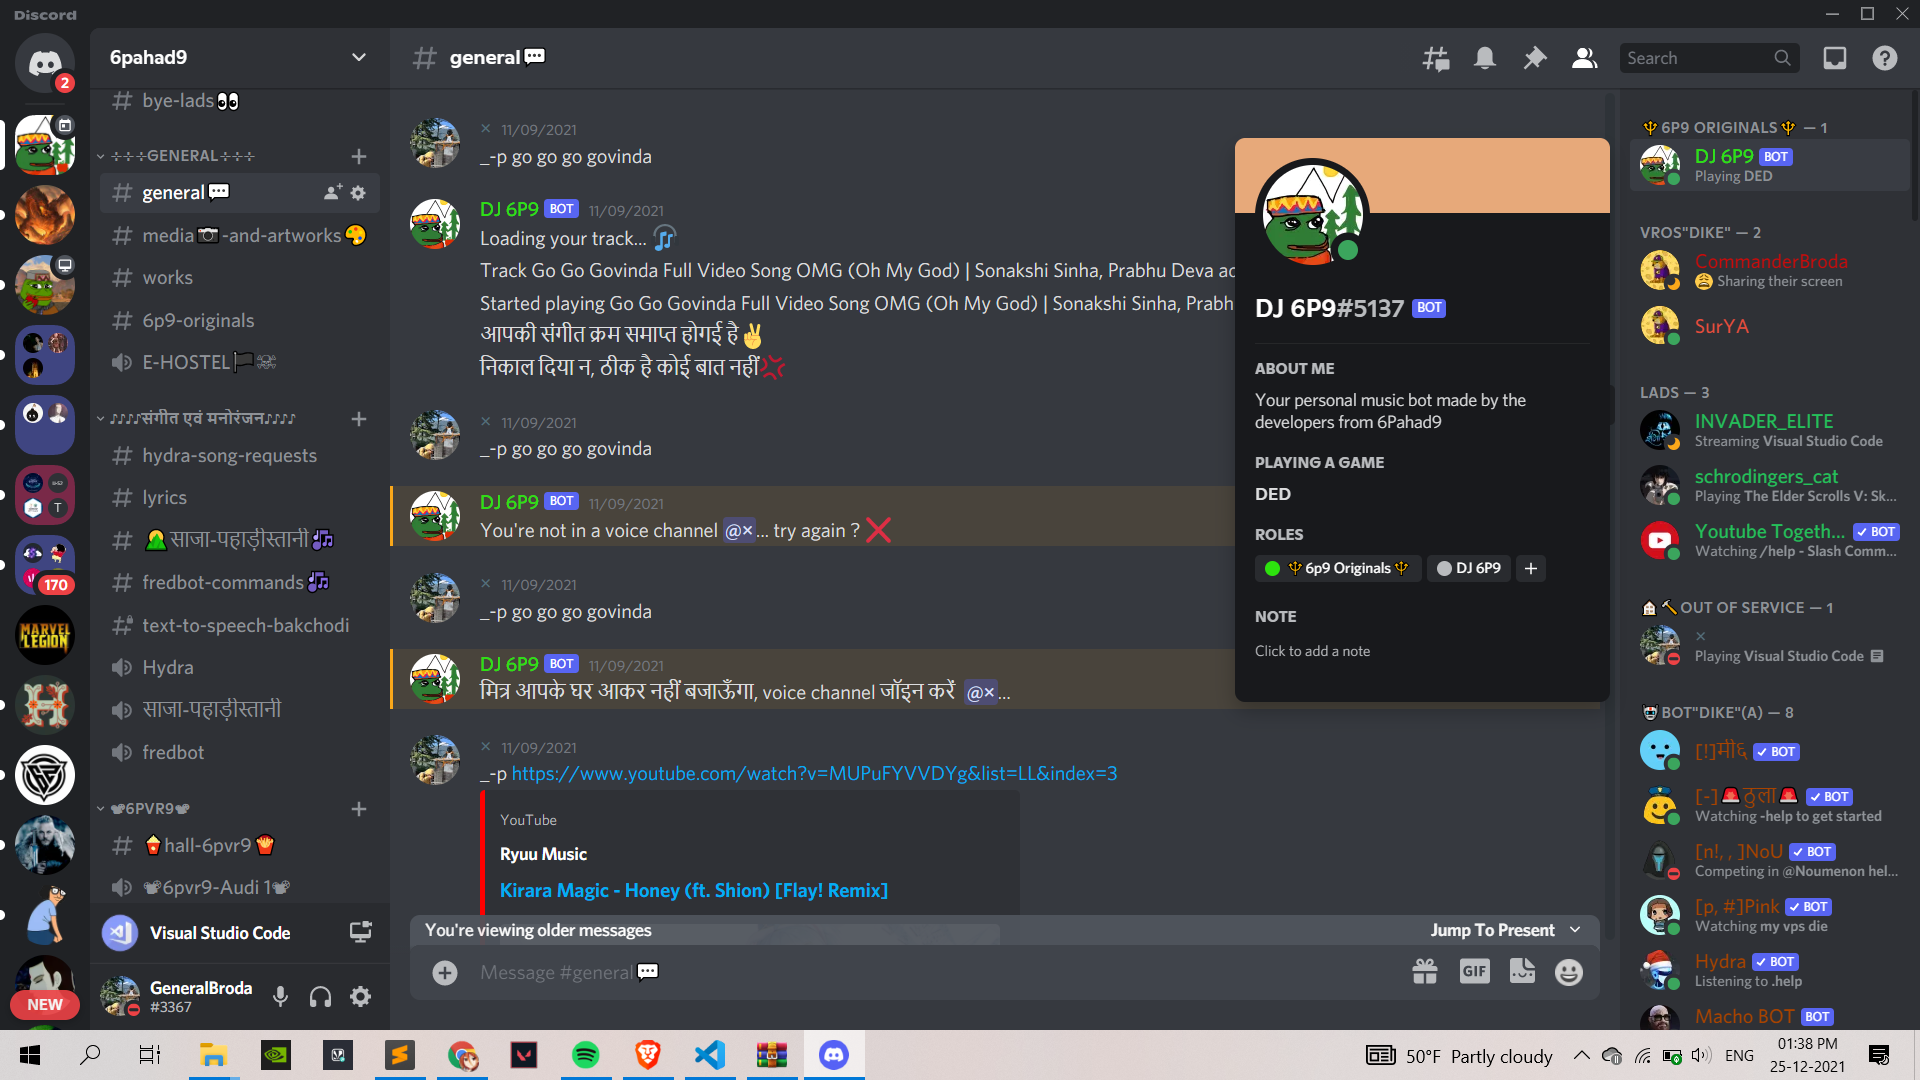 Discord
6pahad9
general
Search
2
bye-lads
÷÷÷GENERAL÷÷÷
general
media📷-and-artworks🎨
works
6p9-originals
E-HOSTEL
♪♪♪♪संगीत एवं मनोरंजन♪♪♪♪
hydra-song-requests
lyrics
साजा-पहाड़ीस्तानी
fredbot-commands
text-to-speech-bakchodi
Hydra
साजा-पहाड़ीस्तानी
fredbot
6PVR9
hall-6pvr9
6pvr9-Audi 1
Visual Studio Code
GeneralBroda
#3367
170
MARVEL
LEGION
NEW
× 11/09/2021
_-p go go go govinda
DJ 6P9 BOT 11/09/2021
Loading your track...
Track Go Go Govinda Full Video Song OMG (Oh My God) | Sonakshi Sinha, Prabhu Deva
Started playing Go Go Govinda Full Video Song OMG (Oh My God) | Sonakshi Sinha,
आपकी संगीत क्रम समाप्त होगई है✌
निकाल दिया न, ठीक है कोई बात नहीं💢
× 11/09/2021
_-p go go go govinda
DJ 6P9 BOT 11/09/2021
You're not in a voice channel @×... try again ? ❌
× 11/09/2021
_-p go go go govinda
DJ 6P9 BOT 11/09/2021
मित्र आपके घर आकर नहीं बजाऊँगा, voice channel जॉइन करें @×...
× 11/09/2021
_-p https://www.youtube.com/watch?v=MUPuFYVVDYg&list=LL&index=3
YouTube
Ryuu Music
Kirara Magic - Honey (ft. Shion) [Flay! Remix]
You're viewing older messages
Jump To Present
Message #general
GIF
DJ 6P9#5137 BOT
ABOUT ME
Your personal music bot made by the
developers from 6Pahad9
PLAYING A GAME
DED
ROLES
🔱6p9 Originals🔱 DJ 6P9 +
NOTE
Click to add a note
🔱6P9 ORIGINALS🔱 — 1
DJ 6P9 BOT
Playing DED
VROS"DIKE" — 2
CommanderBroda
Sharing their screen
SurYA
LADS — 3
INVADER_ELITE
Streaming Visual Studio Code
schrodingers_cat
Playing The Elder Scrolls V: Sk...
Youtube Togeth... ✓ BOT
Watching /help - Slash Comm...
OUT OF SERVICE — 1
×
Playing Visual Studio Code
BOT"DIKE"(A) — 8
[!]मी६ ✓ BOT
[-]🚨ठुला🚨 ✓ BOT
Watching -help to get started
[n!, , ]NoU ✓ BOT
Competing in @Noumenon hel...
[p, #]Pink ✓ BOT
Watching my vps die
Hydra ✓ BOT
Listening to .help
Macho BOT BOT
50°F Partly cloudy
ENG
01:38 PM
25-12-2021